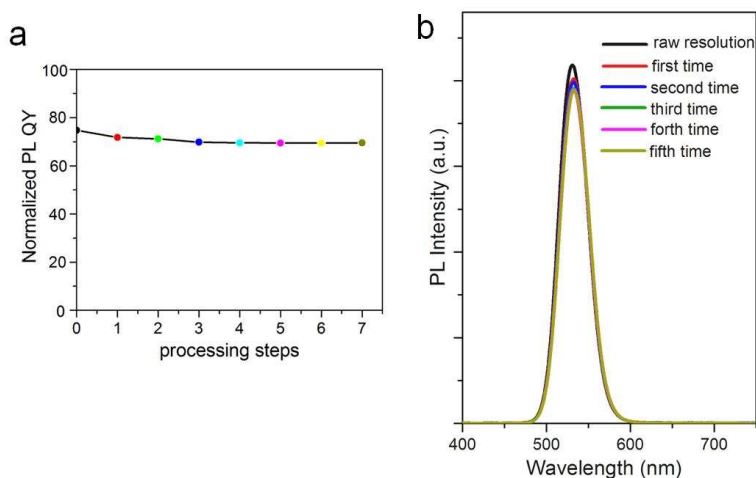 a
100
80
60
40
20
0
Normalized PL QY
0 1 2 3 4 5 6 7
processing steps
b
raw resolution
first time
second time
third time
forth time
fifth time
PL Intensity (a.u.)
400 500 600 700
Wavelength (nm)